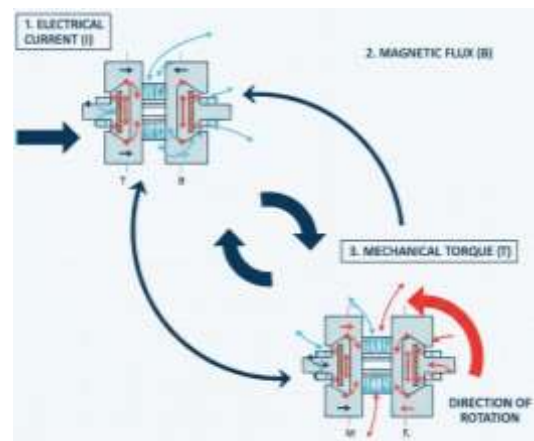 1. ELECTRICAL
CURRENT (I)
2. MAGNETIC FLUX (B)
T
B
3. MECHANICAL TORQUE (T)
DIRECTION OF
ROTATION
M